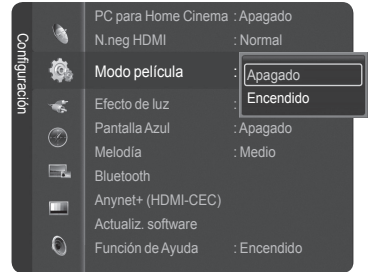 Configuración
PC para Home Cinema : Apagado
N.neg HDMI : Normal
Modo película :
Apagado
Encendido
Efecto de luz :
Pantalla Azul : Apagado
Melodía : Medio
Bluetooth
Anynet+ (HDMI-CEC)
Actualiz. software
Función de Ayuda : Encendido